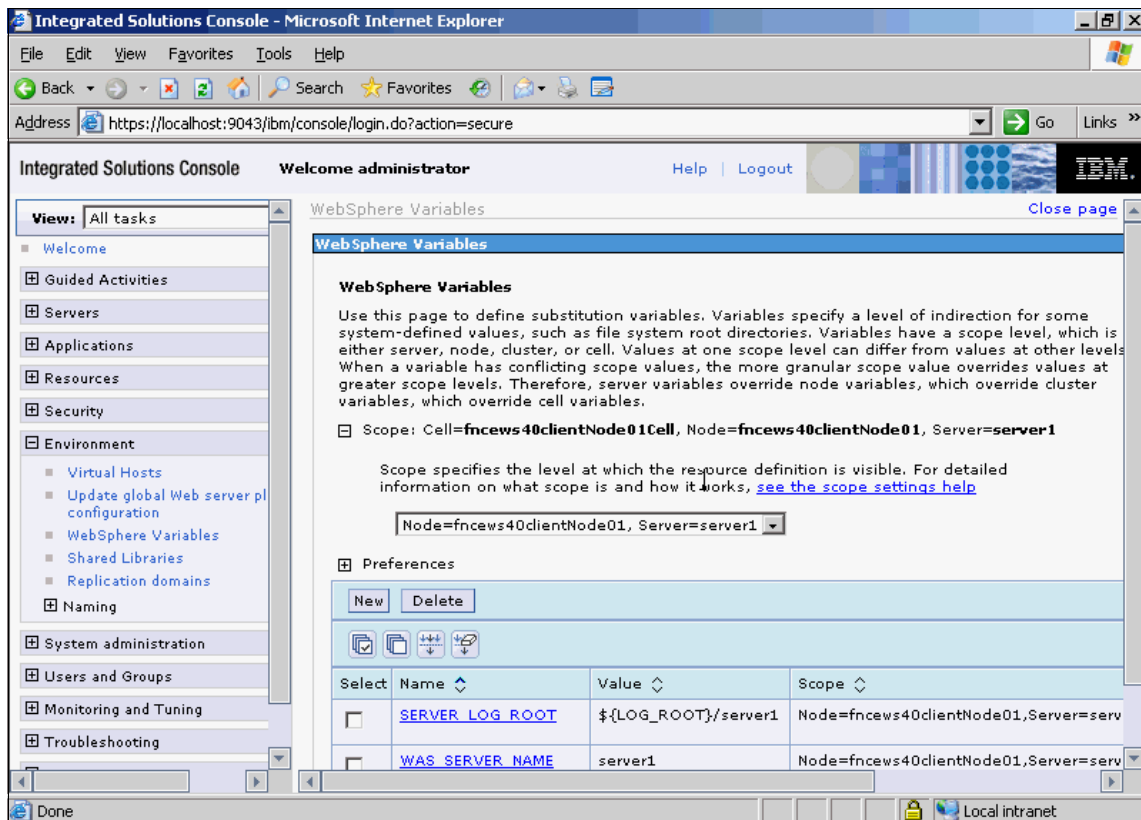 Integrated Solutions Console - Microsoft Internet Explorer
File Edit View Favorites Tools Help
Back Search Favorites
Address https://localhost:9043/ibm/console/login.do?action=secure Go Links »
Integrated Solutions Console Welcome administrator Help | Logout IBM.
View: All tasks
Welcome
Guided Activities
Servers
Applications
Resources
Security
Environment
Virtual Hosts
Update global Web server pl
configuration
WebSphere Variables
Shared Libraries
Replication domains
Naming
System administration
Users and Groups
Monitoring and Tuning
Troubleshooting
WebSphere Variables Close page
WebSphere Variables
WebSphere Variables
Use this page to define substitution variables. Variables specify a level of indirection for some
system-defined values, such as file system root directories. Variables have a scope level, which is
either server, node, cluster, or cell. Values at one scope level can differ from values at other levels
When a variable has conflicting scope values, the more granular scope value overrides values at
greater scope levels. Therefore, server variables override node variables, which override cluster
variables, which override cell variables.
Scope: Cell=fncews40clientNode01Cell, Node=fncews40clientNode01, Server=server1
Scope specifies the level at which the resource definition is visible. For detailed
information on what scope is and how it works, see the scope settings help
Node=fncews40clientNode01, Server=server1
Preferences
New Delete
Select Name Value Scope
SERVER_LOG_ROOT ${LOG_ROOT}/server1 Node=fncews40clientNode01,Server=serv
WAS_SERVER_NAME server1 Node=fncews40clientNode01,Server=serv
Done Local intranet